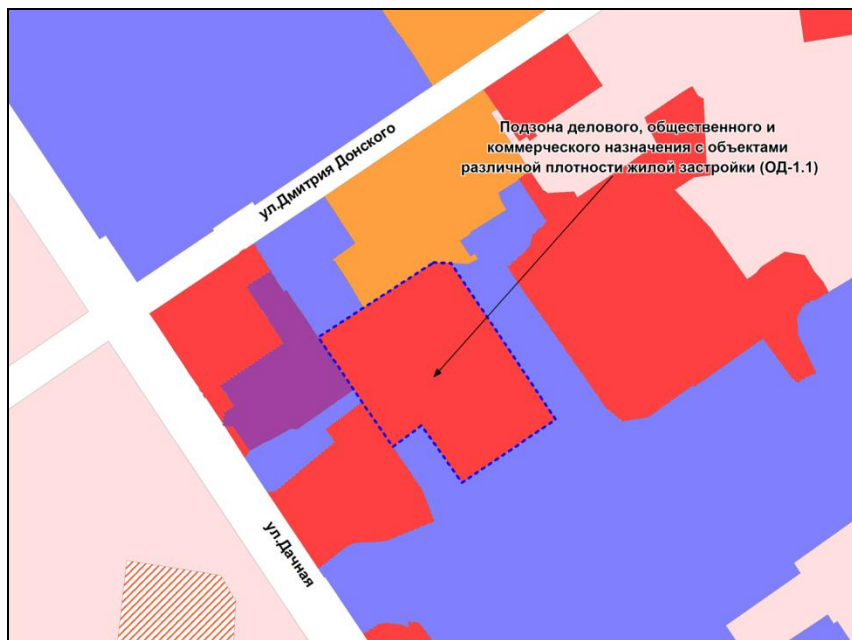 Подзона делового, общественного и
коммерческого назначения с объектами
различной плотности жилой застройки (ОД-1.1)
ул.Дмитрия Донского
ул.Дачная